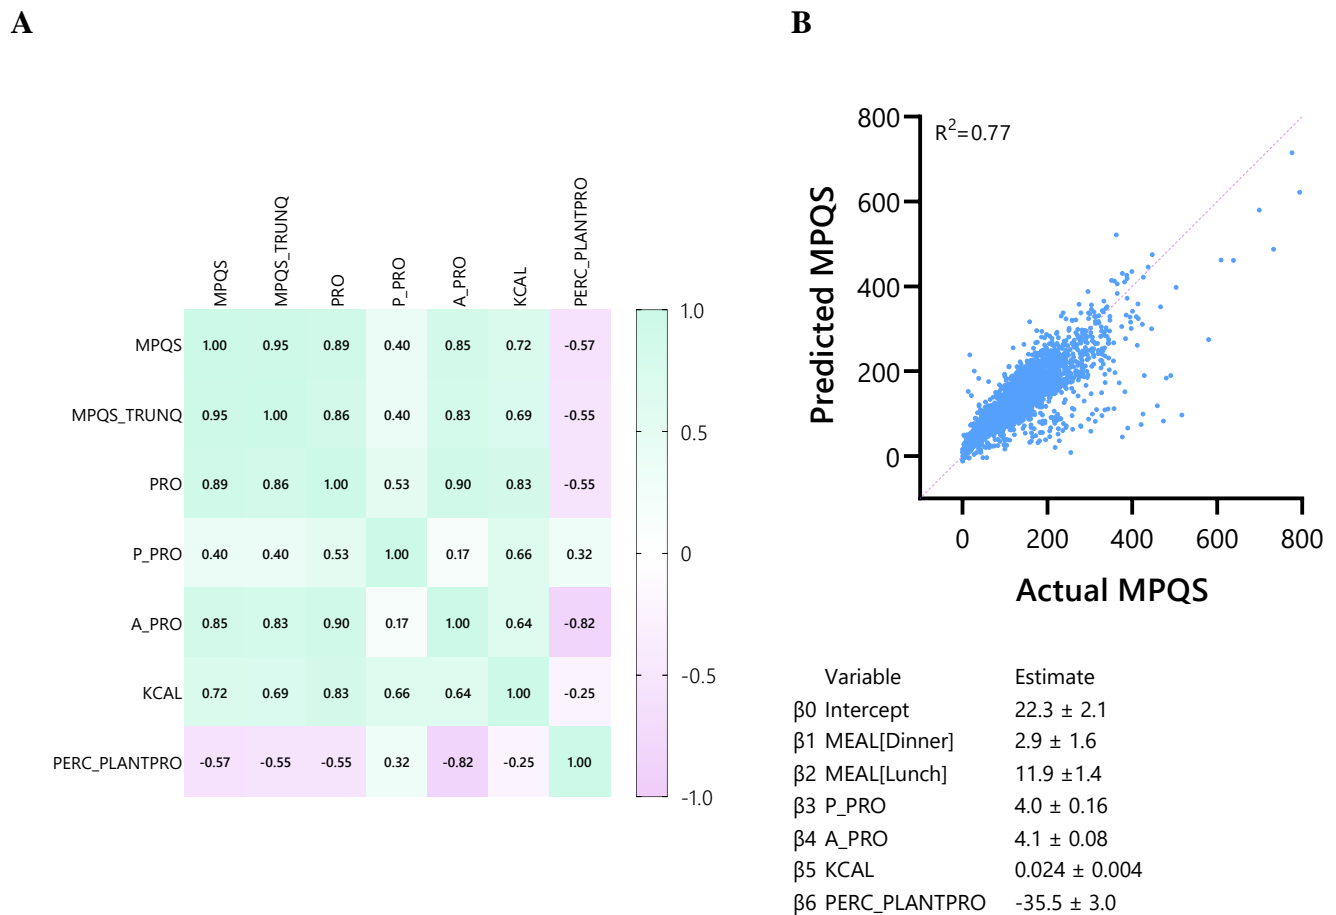 A
B
MPQS MPQS_TRUNQ PRO P_PRO A_PRO KCAL PERC_PLANTPRO
MPQS 1.00 0.95 0.89 0.40 0.85 0.72 -0.57
MPQS_TRUNQ 0.95 1.00 0.86 0.40 0.83 0.69 -0.55
PRO 0.89 0.86 1.00 0.53 0.90 0.83 -0.55
P_PRO 0.40 0.40 0.53 1.00 0.17 0.66 0.32
A_PRO 0.85 0.83 0.90 0.17 1.00 0.64 -0.82
KCAL 0.72 0.69 0.83 0.66 0.64 1.00 -0.25
PERC_PLANTPRO -0.57 -0.55 -0.55 0.32 -0.82 -0.25 1.00
1.0
0.5
0
-0.5
-1.0
R2=0.77
Predicted MPQS
800
600
400
200
0
0 200 400 600 800
Actual MPQS
Variable Estimate
β0 Intercept 22.3 ± 2.1
β1 MEAL[Dinner] 2.9 ± 1.6
β2 MEAL[Lunch] 11.9 ±1.4
β3 P_PRO 4.0 ± 0.16
β4 A_PRO 4.1 ± 0.08
β5 KCAL 0.024 ± 0.004
β6 PERC_PLANTPRO -35.5 ± 3.0